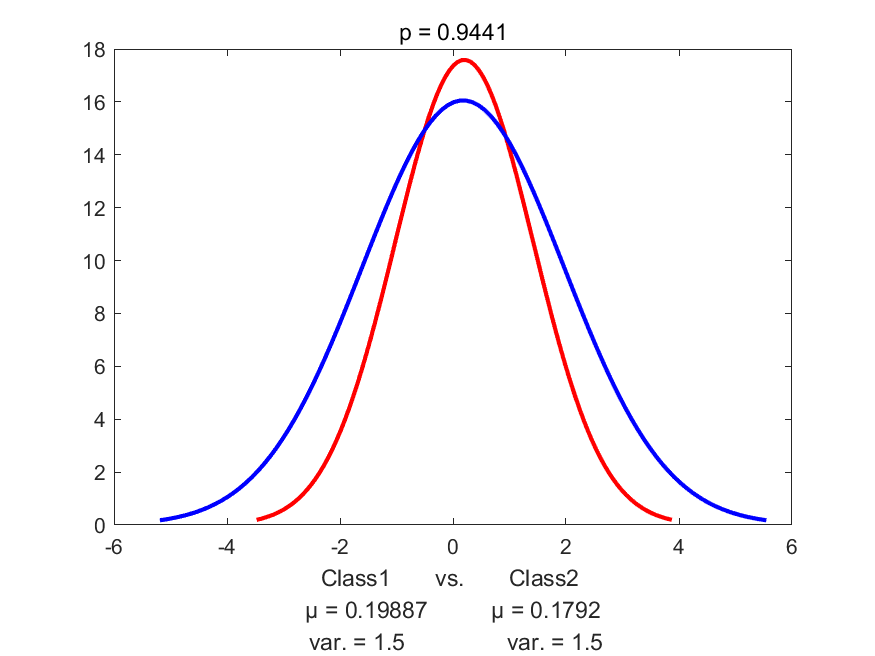 p = 0.9441
18
16
14
12
10
8
6
4
2
0
-6 -4 -2 0 2 4 6
Class1 vs. Class2
μ = 0.19887 μ = 0.1792
var. = 1.5 var. = 1.5